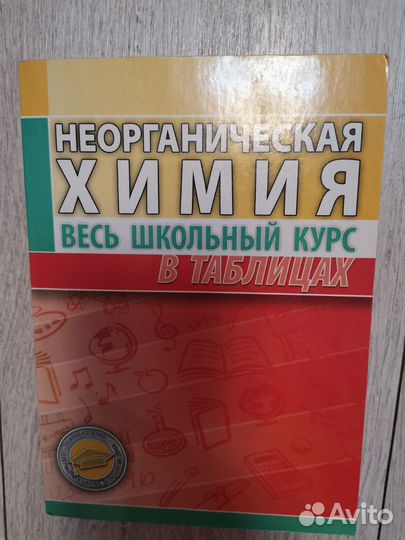 НЕОРГАНИЧЕСКАЯ
ХИМИЯ
ВЕСЬ ШКОЛЬНЫЙ КУРС
В ТАБЛИЦАХ
Avito